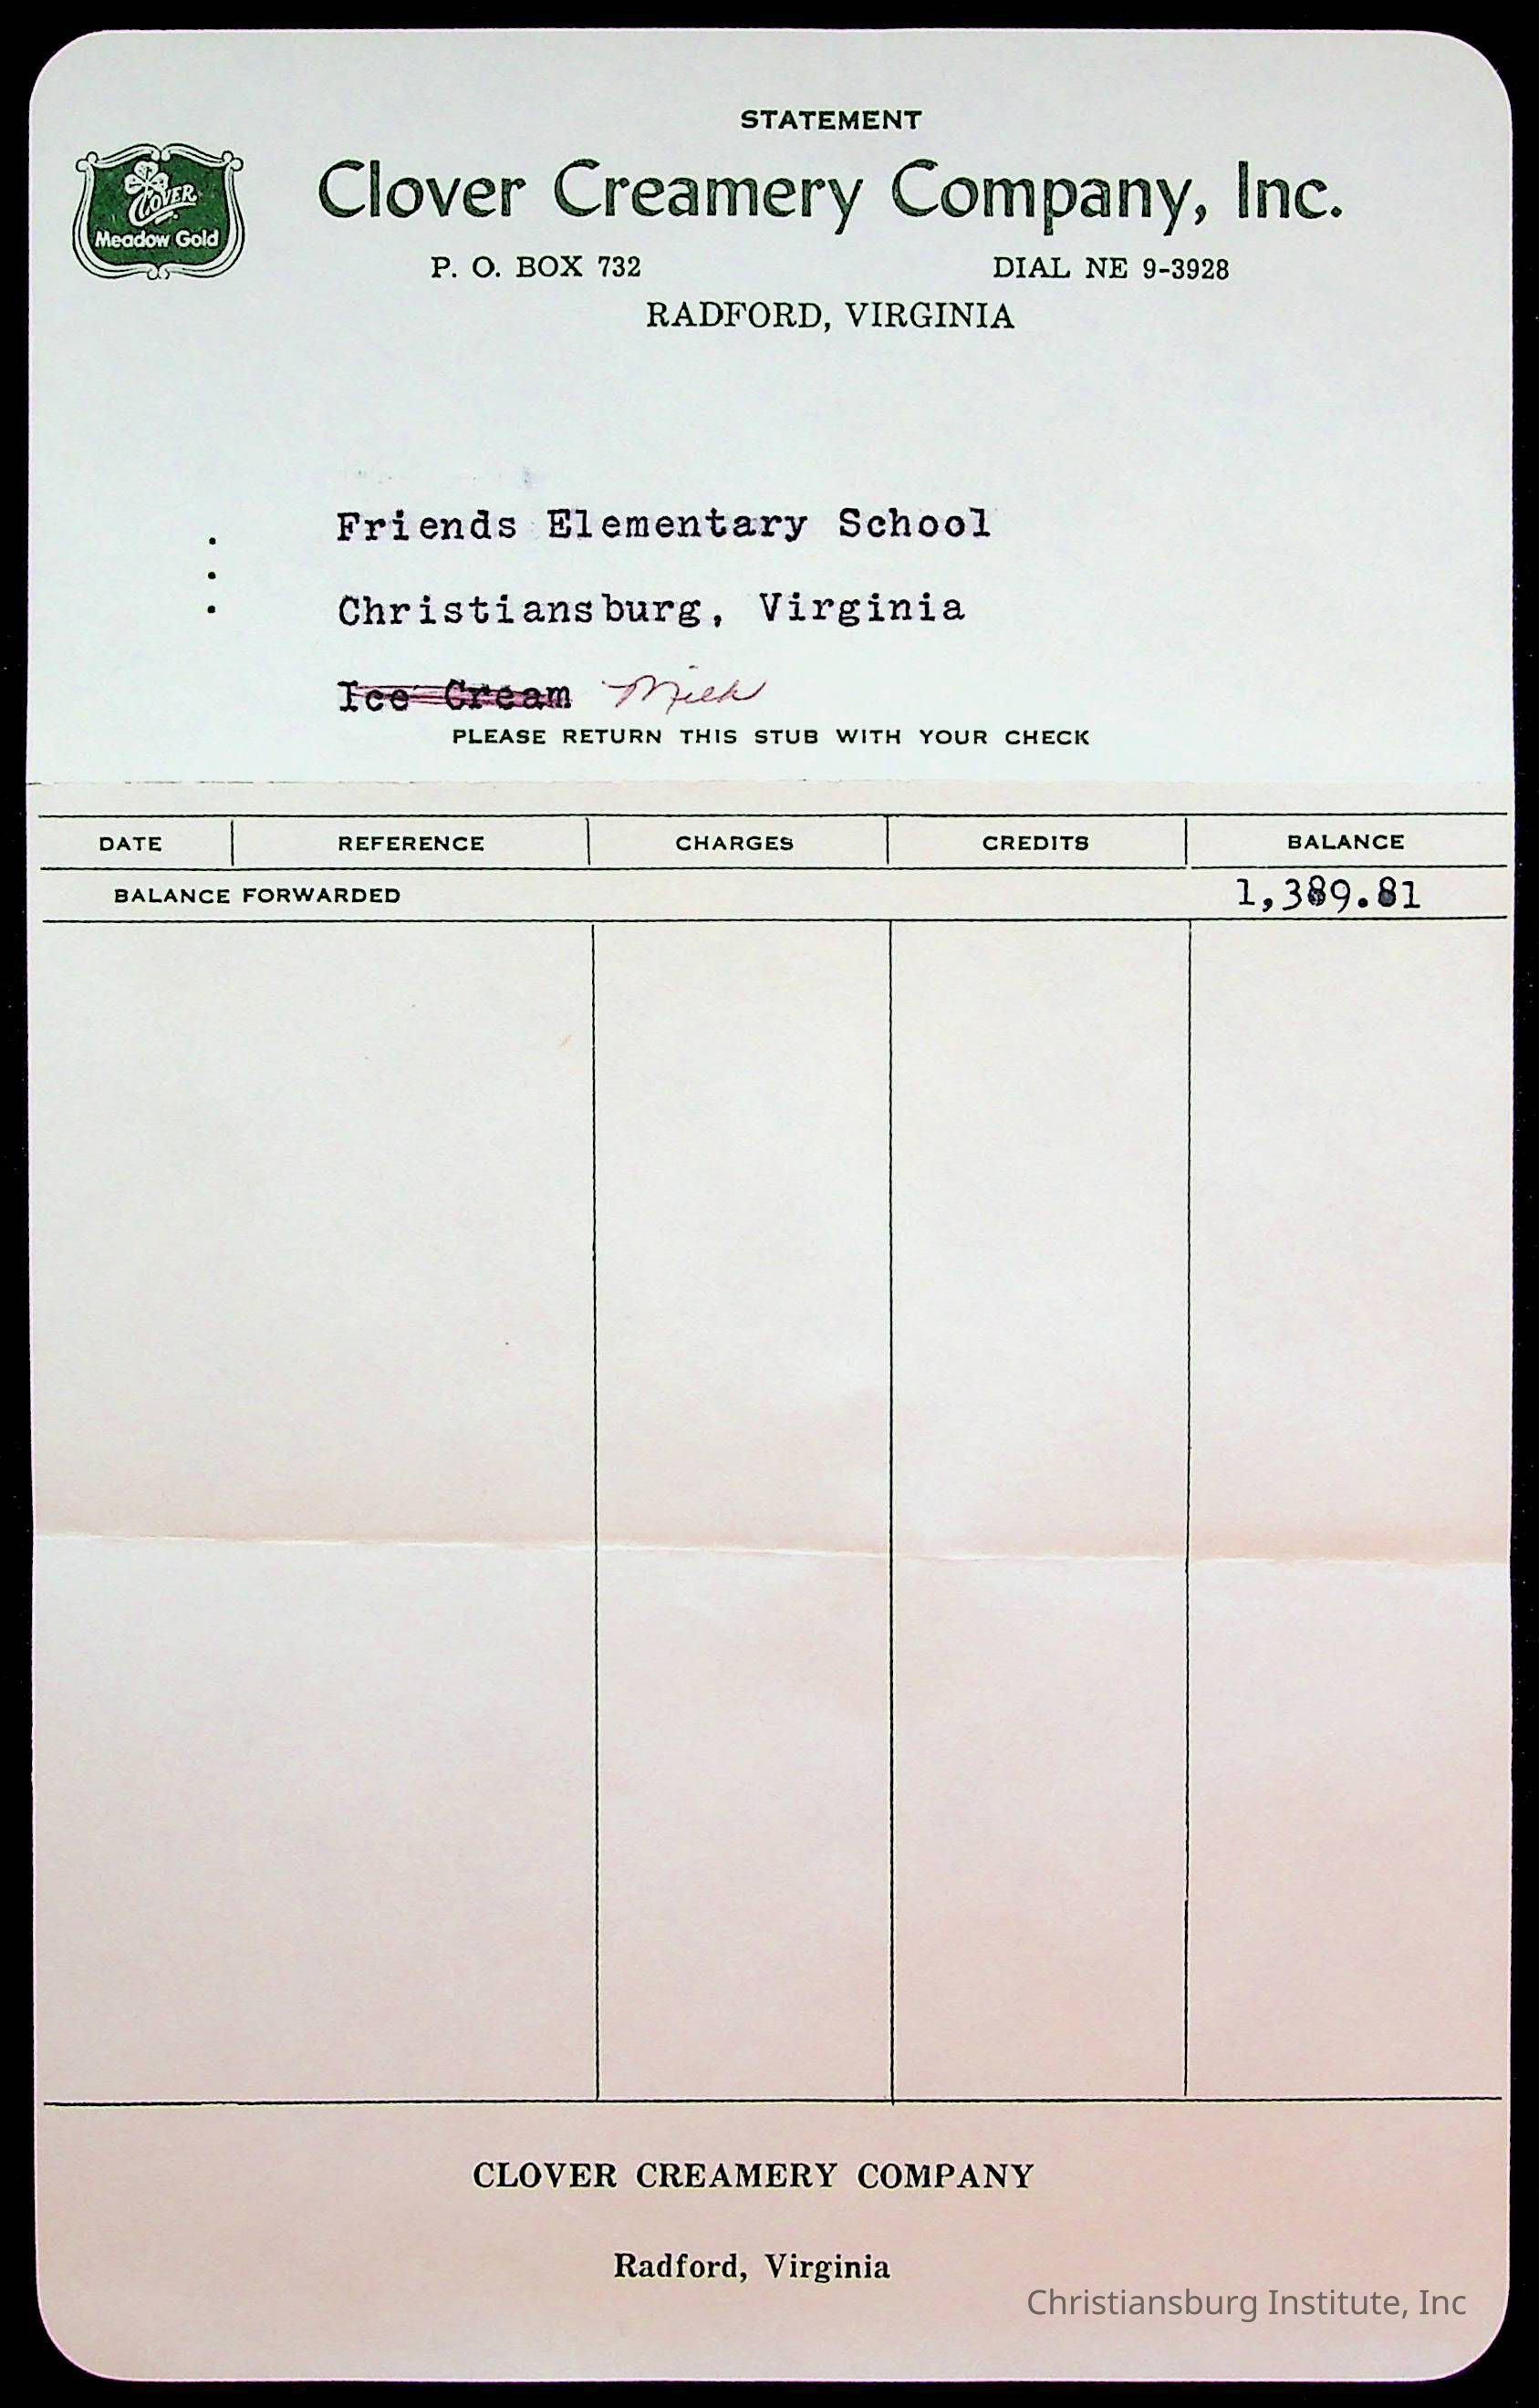 STATEMENT
Clover Creamery Company, Inc.
CLOVER
Meadow Gold
P. O. BOX 732 DIAL NE 9-3928
RADFORD, VIRGINIA
Friends Elementary School
Christiansburg, Virginia
Ice Cream Milk
PLEASE RETURN THIS STUB WITH YOUR CHECK
DATE REFERENCE CHARGES CREDITS BALANCE
BALANCE FORWARDED 1,389.81
CLOVER CREAMERY COMPANY
Radford, Virginia
Christiansburg Institute, Inc